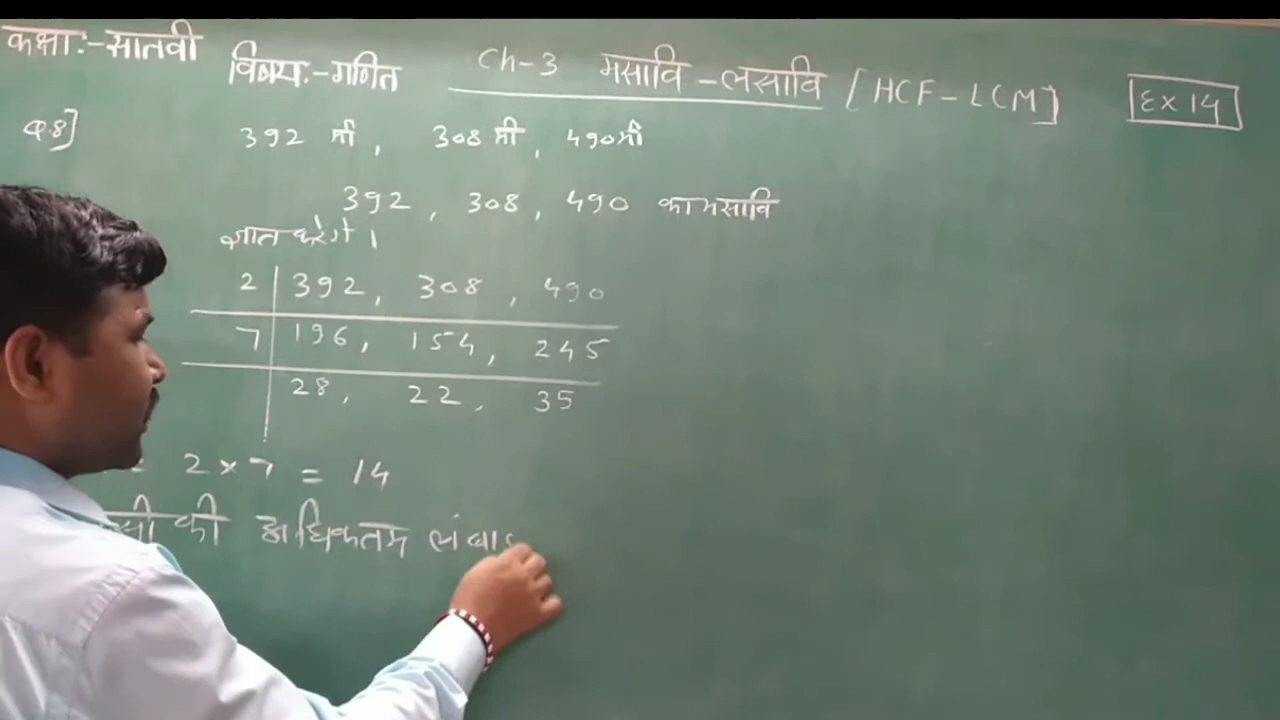 कक्षा:-सातवी विषय:-गणित Ch-3 मसावि-लसावि [HCF-LCM] Ex 14
Q.8] 392 मी, 308 मी, 490मी
392, 308, 490 का मसावि
ज्ञात करेंगे।
2 | 392, 308, 490
7 | 196, 154, 245
28, 22, 35
= 2 × 7 = 14
की अधिकतम